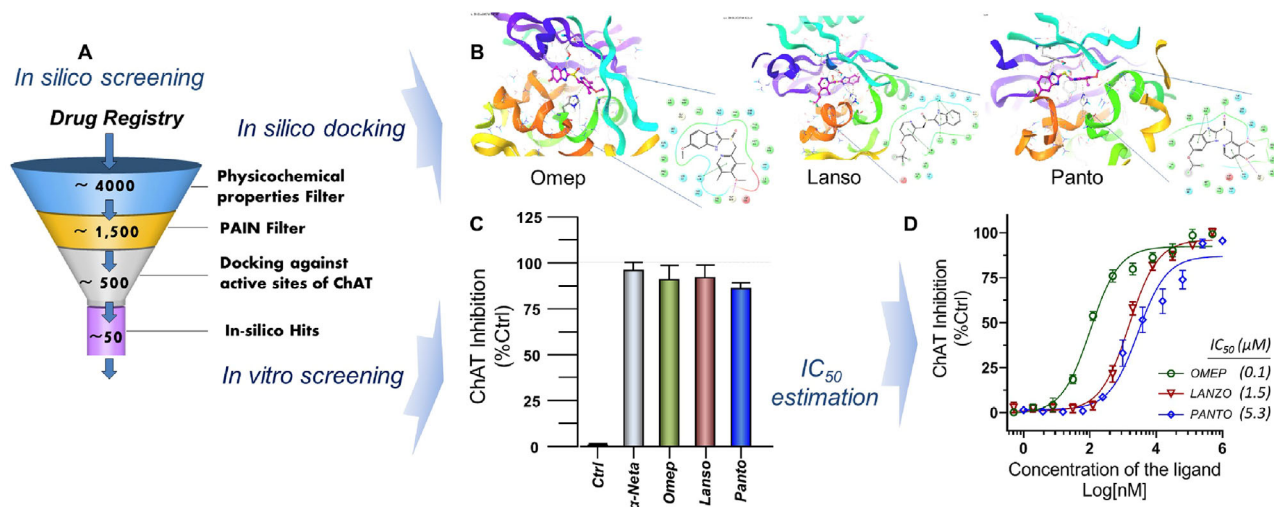 A
In silico screening
Drug Registry
~ 4000
Physicochemical
properties Filter
~ 1,500
PAIN Filter
~ 500
Docking against
active sites of ChAT
~50
In-silico Hits
In silico docking
In vitro screening
B
Omep
Lanso
Panto
C
ChAT Inhibition
(%Ctrl)
125
100
75
50
25
0
Ctrl
α-Neta
Omep
Lanso
Panto
IC50
estimation
D
ChAT Inhibition
(%Ctrl)
100
75
50
25
0
IC50 (μM)
OMEP (0.1)
LANZO (1.5)
PANTO (5.3)
0 2 4 6
Concentration of the ligand
Log[nM]